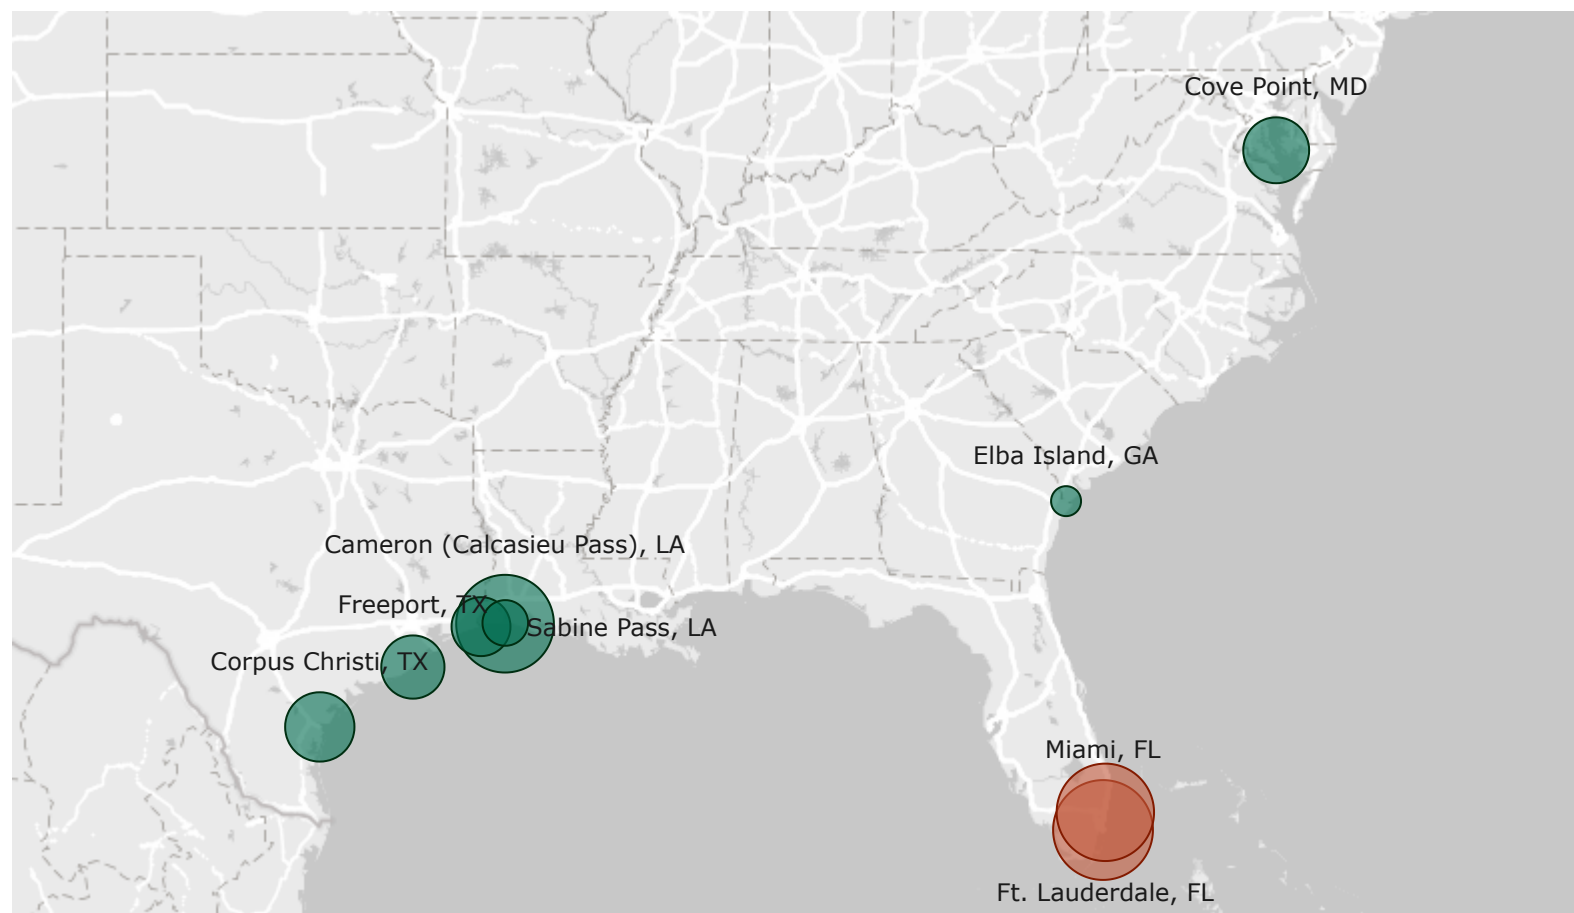 Cove Point, MD
Elba Island, GA
Cameron (Calcasieu Pass), LA
Freeport, TX
Sabine Pass, LA
Corpus Christi, TX
Miami, FL
Ft. Lauderdale, FL